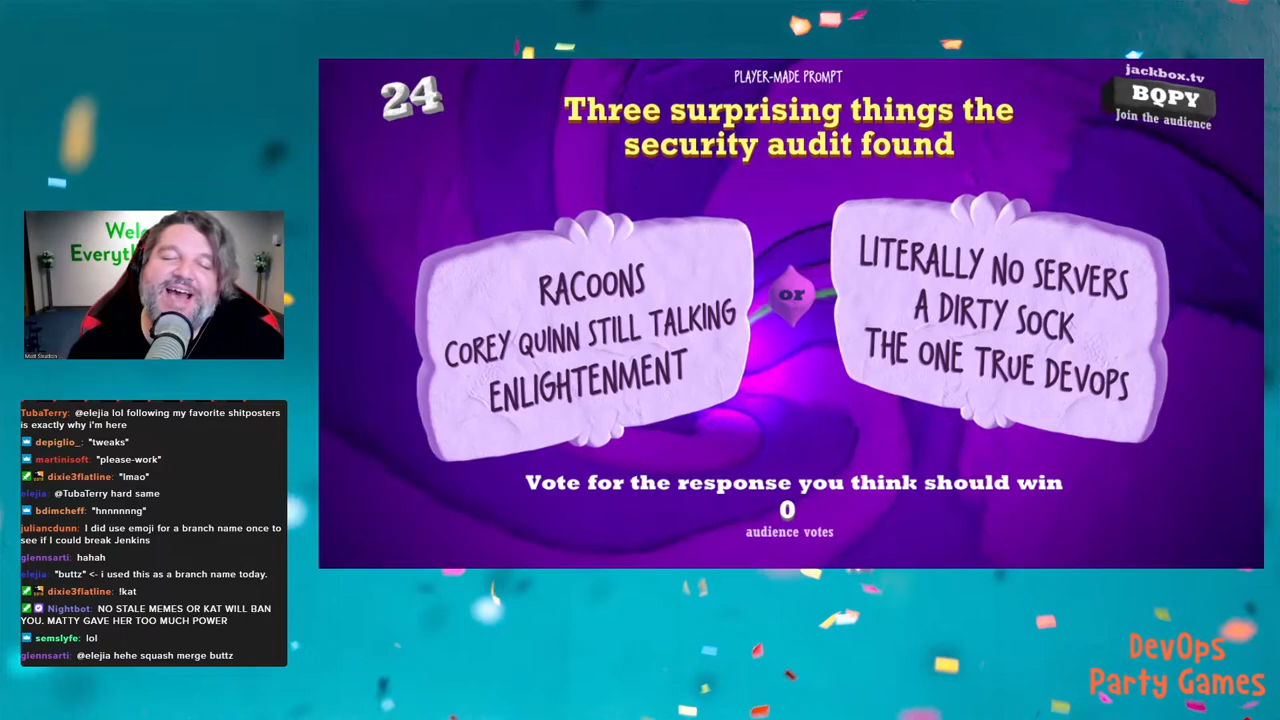 24
PLAYER-MADE PROMPT
Three surprising things the
security audit found
jackbox.tv
BQPY
Join the audience
RACOONS
COREY QUINN STILL TALKING
ENLIGHTENMENT
or
LITERALLY NO SERVERS
A DIRTY SOCK
THE ONE TRUE DEVOPS
Vote for the response you think should win
0
audience votes
TubaTerry: @elejia lol following my favorite shitposters
is exactly why i'm here
depiglio_: "tweaks"
martinisoft: "please-work"
dixie3flatline: "lmao"
elejia: @TubaTerry hard same
bdimcheff: "hnnnnnng"
juliancdunn: I did use emoji for a branch name once to
see if I could break Jenkins
glennsarti: hahah
elejia: "buttz" <- i used this as a branch name today.
dixie3flatline: !kat
Nightbot: NO STALE MEMES OR KAT WILL BAN
YOU. MATTY GAVE HER TOO MUCH POWER
semslyfe: lol
glennsarti: @elejia hehe squash merge buttz
DevOps
Party Games